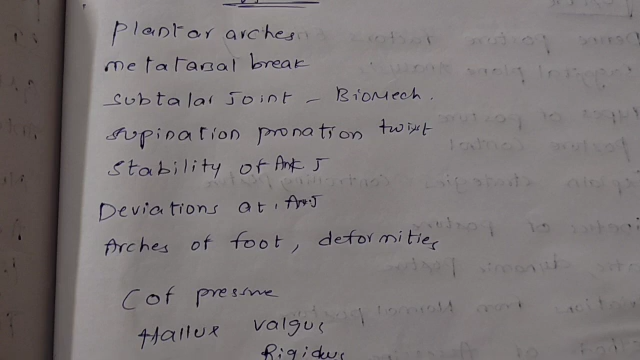 Plantar arches
metatarsal break
subtalar Joint - Biomech.
supination pronation twist
Stability of Ank J
Deviations at Ank J
Arches of foot, deformities
C of pressure
Hallux valgus
Rigidus